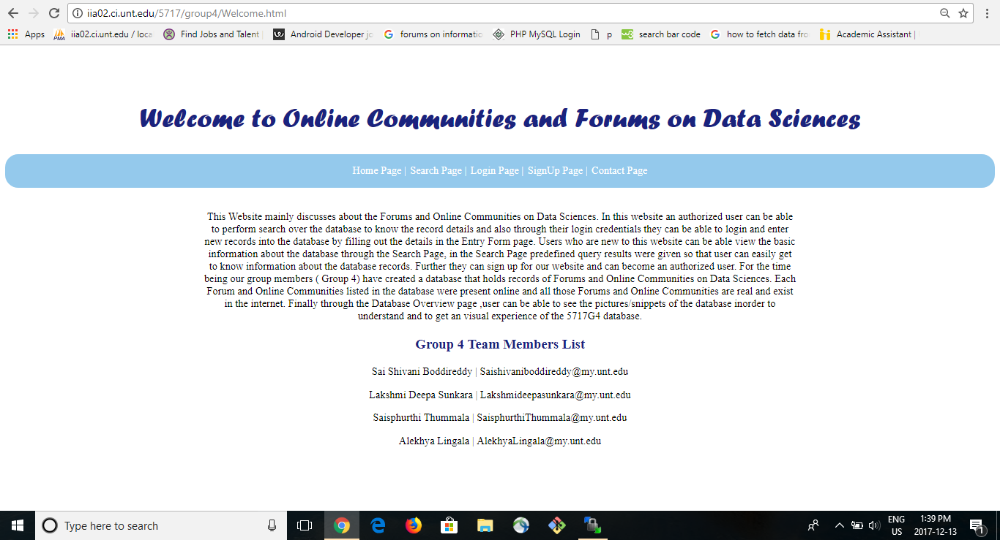 iia02.ci.unt.edu/5717/group4/Welcome.html
Apps iia02.ci.unt.edu / loca Find Jobs and Talent Android Developer jo forums on informatio PHP MySQL Login p search bar code how to fetch data fro Academic Assistant |
Welcome to Online Communities and Forums on Data Sciences
Home Page | Search Page | Login Page | SignUp Page | Contact Page
This Website mainly discusses about the Forums and Online Communities on Data Sciences. In this website an authorized user can be able
to perform search over the database to know the record details and also through their login credentials they can be able to login and enter
new records into the database by filling out the details in the Entry Form page. Users who are new to this website can be able view the basic
information about the database through the Search Page, in the Search Page predefined query results were given so that user can easily get
to know information about the database records. Further they can sign up for our website and can become an authorized user. For the time
being our group members ( Group 4) have created a database that holds records of Forums and Online Communities on Data Sciences. Each
Forum and Online Communities listed in the database were present online and all those Forums and Online Communities are real and exist
in the internet. Finally through the Database Overview page ,user can be able to see the pictures/snippets of the database inorder to
understand and to get an visual experience of the 5717G4 database.
Group 4 Team Members List
Sai Shivani Boddireddy | Saishivaniboddireddy@my.unt.edu
Lakshmi Deepa Sunkara | Lakshmideepasunkara@my.unt.edu
Saisphurthi Thummala | SaisphurthiThummala@my.unt.edu
Alekhya Lingala | AlekhyaLingala@my.unt.edu
Type here to search
ENG
US
1:39 PM
2017-12-13
1